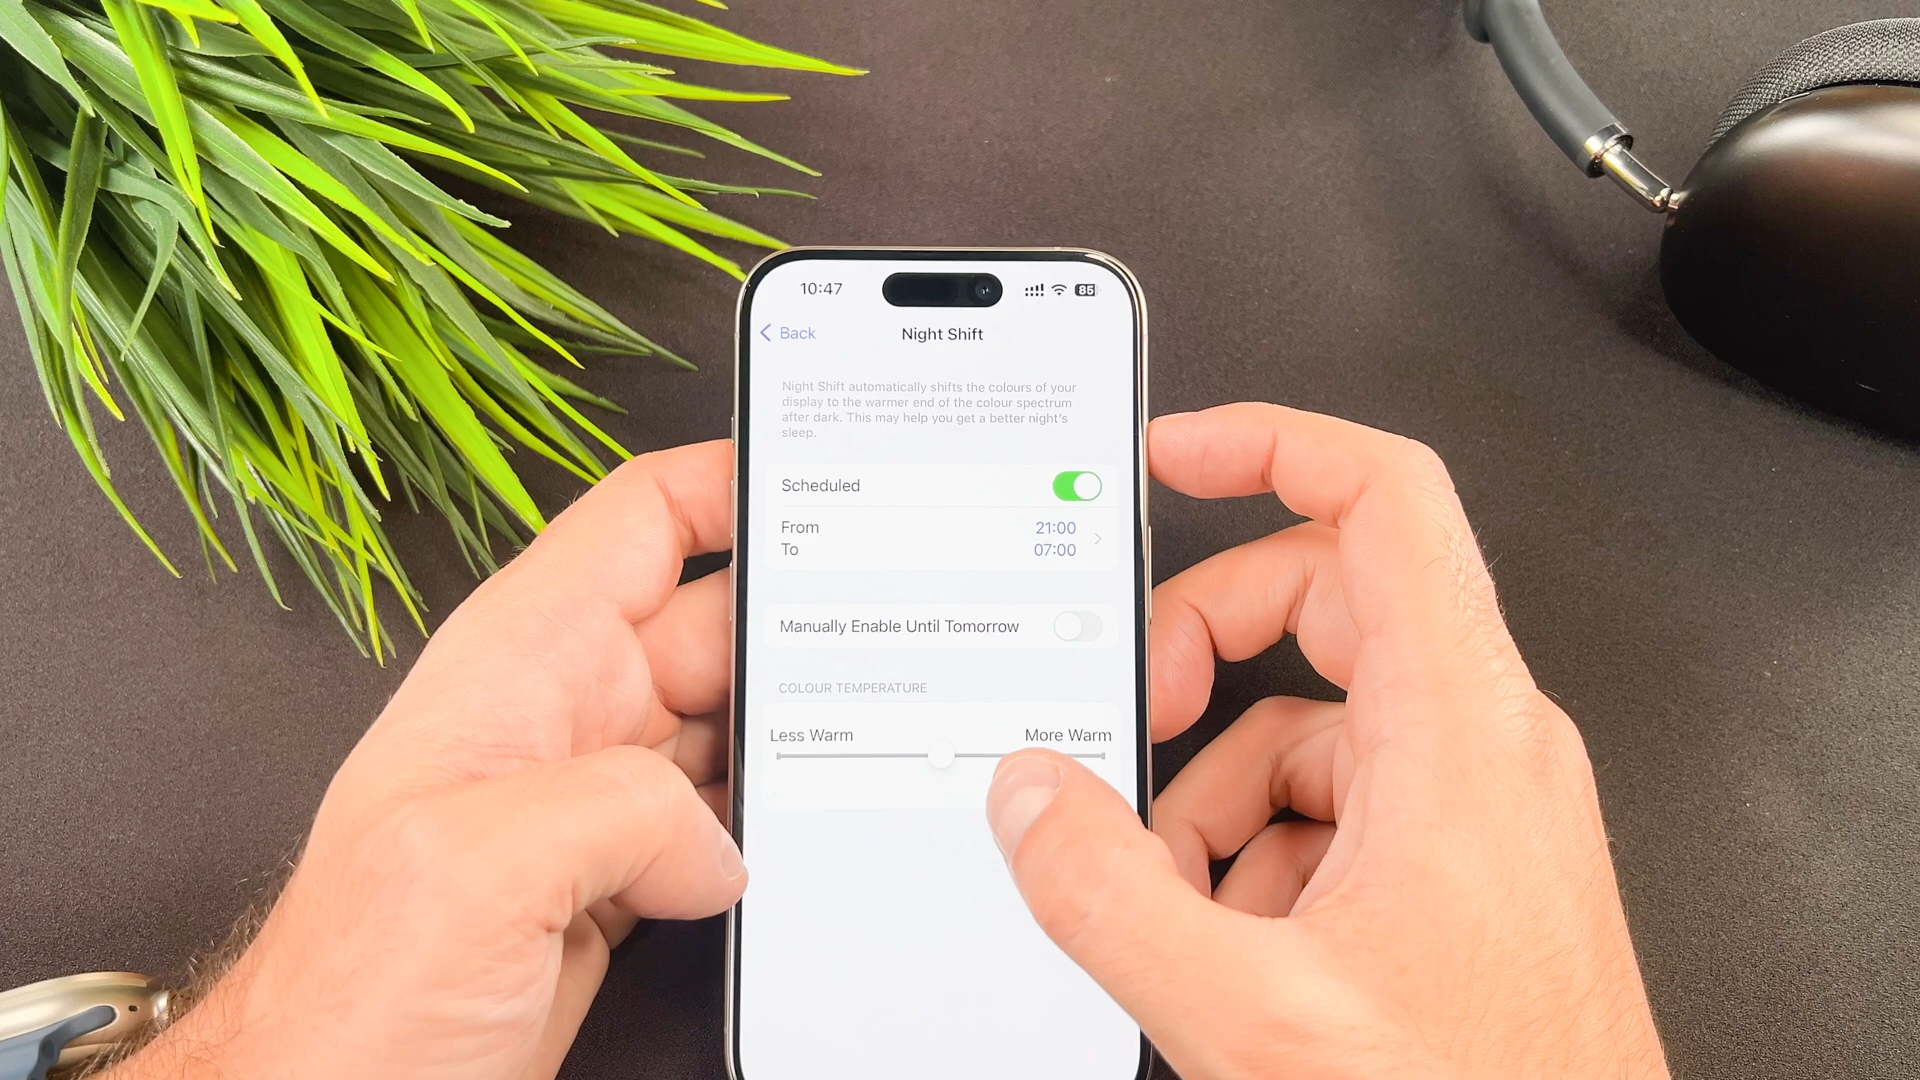 10:47
85
Back
Night Shift
Night Shift automatically shifts the colours of your
display to the warmer end of the colour spectrum
after dark. This may help you get a better night's
sleep.
Scheduled
From 21:00
To 07:00
Manually Enable Until Tomorrow
COLOUR TEMPERATURE
Less Warm More Warm